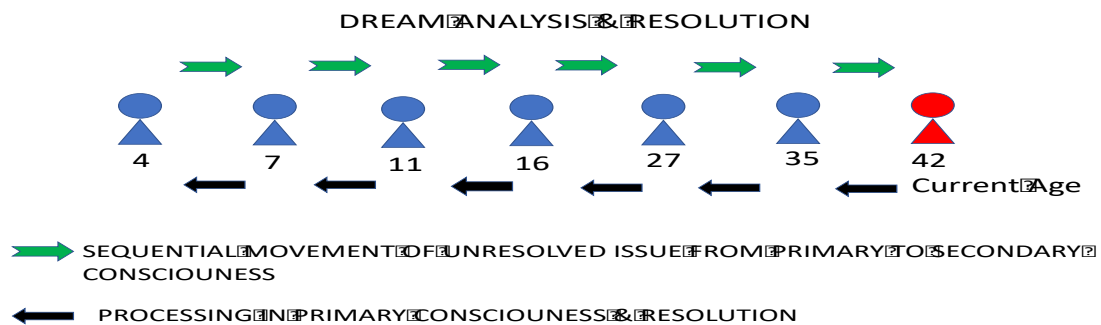 DREAM ANALYSIS & RESOLUTION
4 7 11 16 27 35 42
Current Age
SEQUENTIAL MOVEMENT OF UNRESOLVED ISSUE FROM PRIMARY TO SECONDARY
CONSCIOUNESS
PROCESSING IN PRIMARY CONSCIOUNESS & RESOLUTION